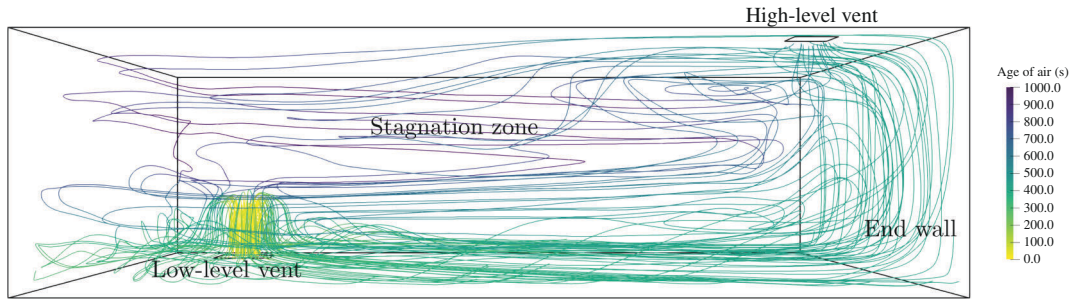 High-level vent
Age of air (s)
1000.0
900.0
800.0
700.0
600.0
500.0
400.0
300.0
200.0
100.0
0.0
Stagnation zone
End wall
Low-level vent